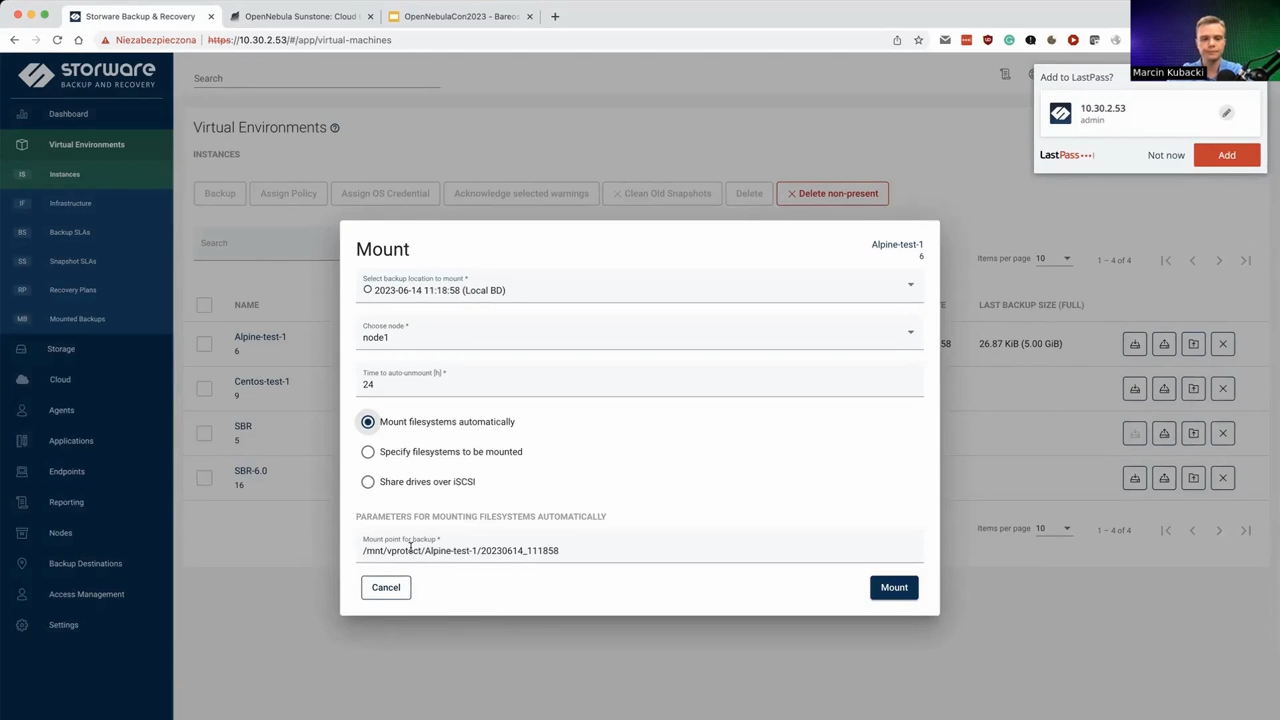 Storware Backup & Recovery
OpenNebula Sunstone: Cloud
OpenNebulaCon2023 - Bareos
Niezabezpieczona
https://10.30.2.53/#/app/virtual-machines
Marcin Kubacki
Add to LastPass?
10.30.2.53
admin
LastPass
Not now
Add
STORWARE
BACKUP AND RECOVERY
Search
Dashboard
Virtual Environments
IS Instances
IF Infrastructure
BS Backup SLAs
SS Snapshot SLAs
RP Recovery Plans
MB Mounted Backups
Storage
Cloud
Agents
Applications
Endpoints
Reporting
Nodes
Backup Destinations
Access Management
Settings
Virtual Environments
INSTANCES
Backup
Assign Policy
Assign OS Credential
Acknowledge selected warnings
Clean Old Snapshots
Delete
Delete non-present
Search
Items per page 10 1 – 4 of 4
NAME
LAST BACKUP SIZE (FULL)
Alpine-test-1
6
58
26.87 KiB (5.00 GiB)
Centos-test-1
9
SBR
5
SBR-6.0
16
Items per page 10 1 – 4 of 4
Mount
Alpine-test-1
6
Select backup location to mount *
2023-06-14 11:18:58 (Local BD)
Choose node *
node1
Time to auto-unmount [h] *
24
Mount filesystems automatically
Specify filesystems to be mounted
Share drives over iSCSI
PARAMETERS FOR MOUNTING FILESYSTEMS AUTOMATICALLY
Mount point for backup *
/mnt/vprotect/Alpine-test-1/20230614_111858
Cancel
Mount